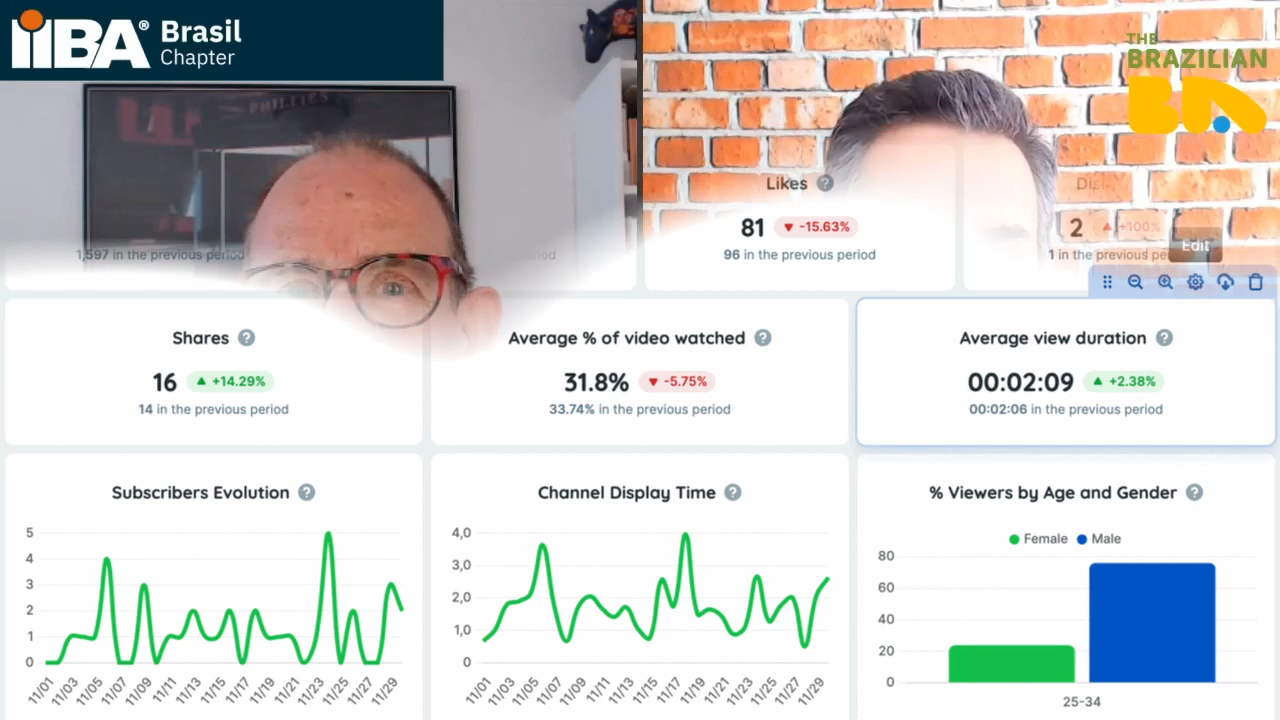 iiBA® Brasil
Chapter
PHILLIES
THE
BRAZILIAN
BA
Likes ?
81 ▼ -15.63%
96 in the previous period
2 ▲ +100%
1 in the previous pe
Edit
1,597 in the previous period
Shares ?
16 ▲ +14.29%
14 in the previous period
Average % of video watched ?
31.8% ▼ -5.75%
33.74% in the previous period
Average view duration ?
00:02:09 ▲ +2.38%
00:02:06 in the previous period
Subscribers Evolution ?
5
4
3
2
1
0
11/01 11/03 11/05 11/07 11/09 11/11 11/13 11/15 11/17 11/19 11/21 11/23 11/25 11/27 11/29
Channel Display Time ?
4,0
3,0
2,0
1,0
0
11/01 11/03 11/05 11/07 11/09 11/11 11/13 11/15 11/17 11/19 11/21 11/23 11/25 11/27 11/29
% Viewers by Age and Gender ?
Female Male
80
60
40
20
0
25-34